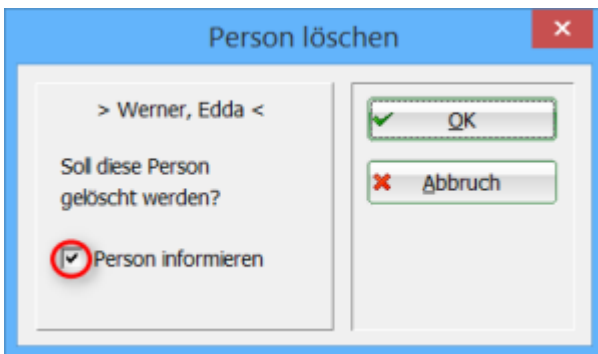 Person löschen
> Werner, Edda <
Soll diese Person
gelöscht werden?
Person informieren
OK
Abbruch